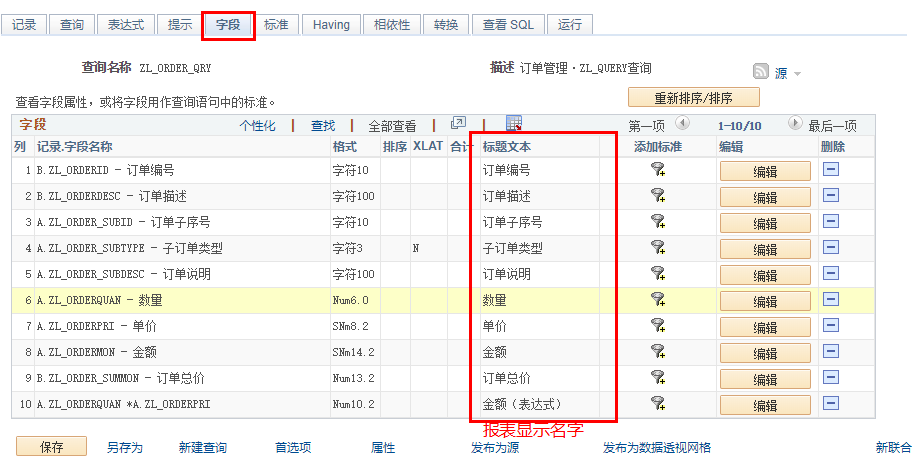 记录 查询 表达式 提示 字段 标准 Having 相依性 转换 查看 SQL 运行
查询名称 ZL_ORDER_QRY 描述 订单管理·ZL_QUERY查询 源
查看字段属性，或将字段用作查询语句中的标准。 重新排序/排序
字段 个性化 | 查找 | 全部查看 | | 第一项 1-10/10 最后一项
列 记录.字段名称 格式 排序 XLAT 合计 标题文本 添加标准 编辑 删除
1 B.ZL_ORDERID - 订单编号 字符10 订单编号 编辑
2 B.ZL_ORDERDESC - 订单描述 字符100 订单描述 编辑
3 A.ZL_ORDER_SUBID - 订单子序号 字符10 订单子序号 编辑
4 A.ZL_ORDER_SUBTYPE - 子订单类型 字符3 N 子订单类型 编辑
5 A.ZL_ORDER_SUBDESC - 订单说明 字符100 订单说明 编辑
6 A.ZL_ORDERQUAN - 数量 Num6.0 数量 编辑
7 A.ZL_ORDERPRI - 单价 SNm8.2 单价 编辑
8 A.ZL_ORDERMON - 金额 SNm14.2 金额 编辑
9 B.ZL_ORDER_SUMMON - 订单总价 Num13.2 订单总价 编辑
10 A.ZL_ORDERQUAN *A.ZL_ORDERPRI Num10.2 金额（表达式） 编辑
报表显示名字
保存 另存为 新建查询 首选项 属性 发布为源 发布为数据透视网格 新联合